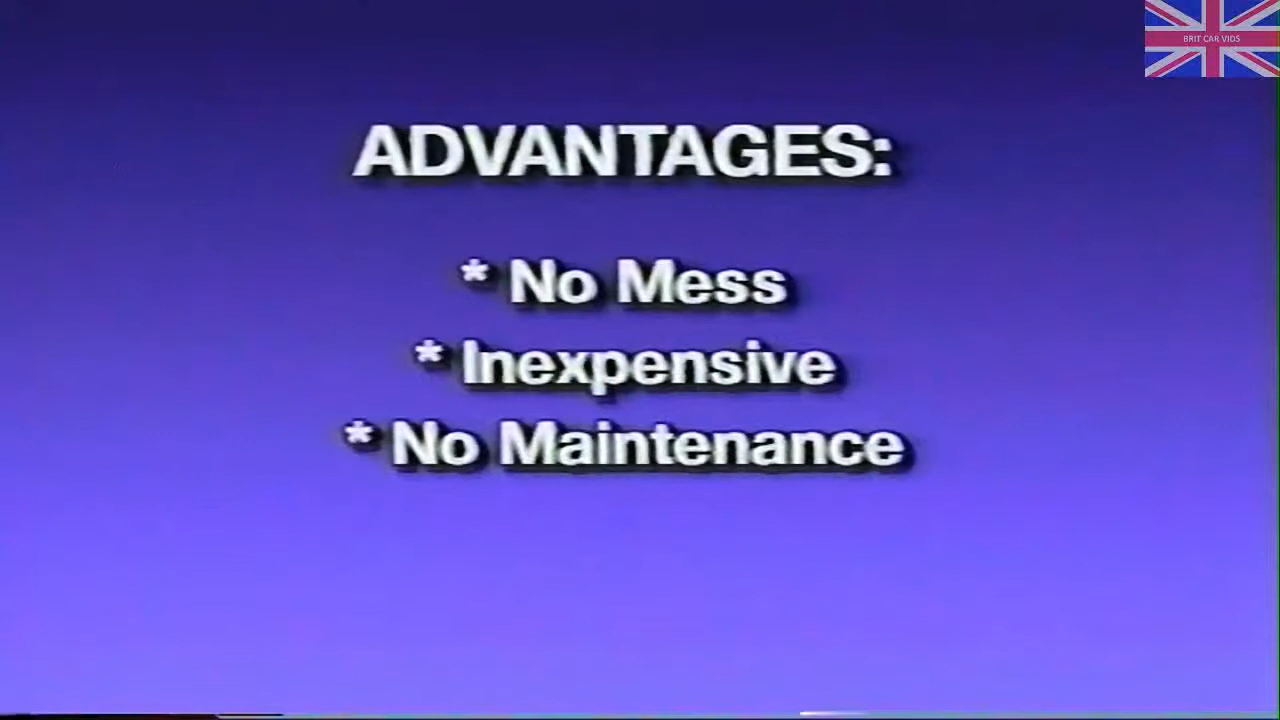 BRIT CAR VIDS
ADVANTAGES:
* No Mess
* Inexpensive
* No Maintenance